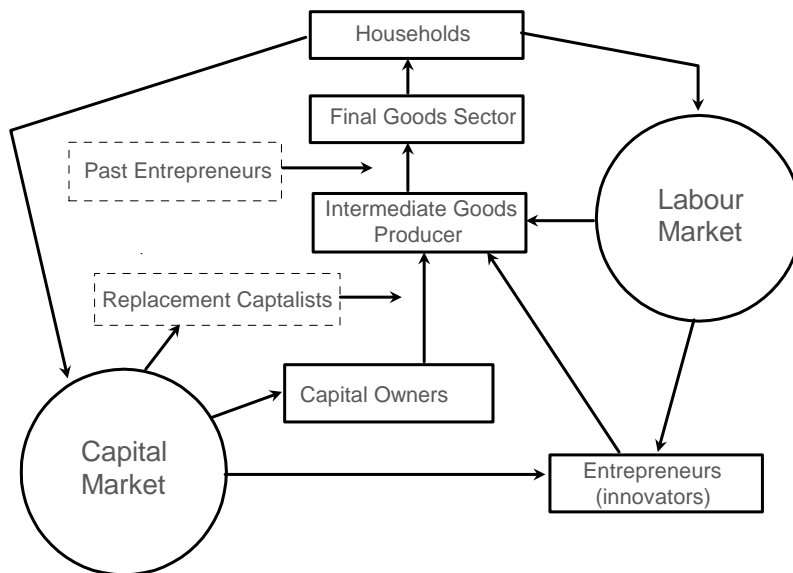 Households
Final Goods Sector
Past Entrepreneurs
Intermediate Goods
Producer
Labour
Market
Replacement Captalists
Capital Owners
Capital
Market
Entrepreneurs
(innovators)